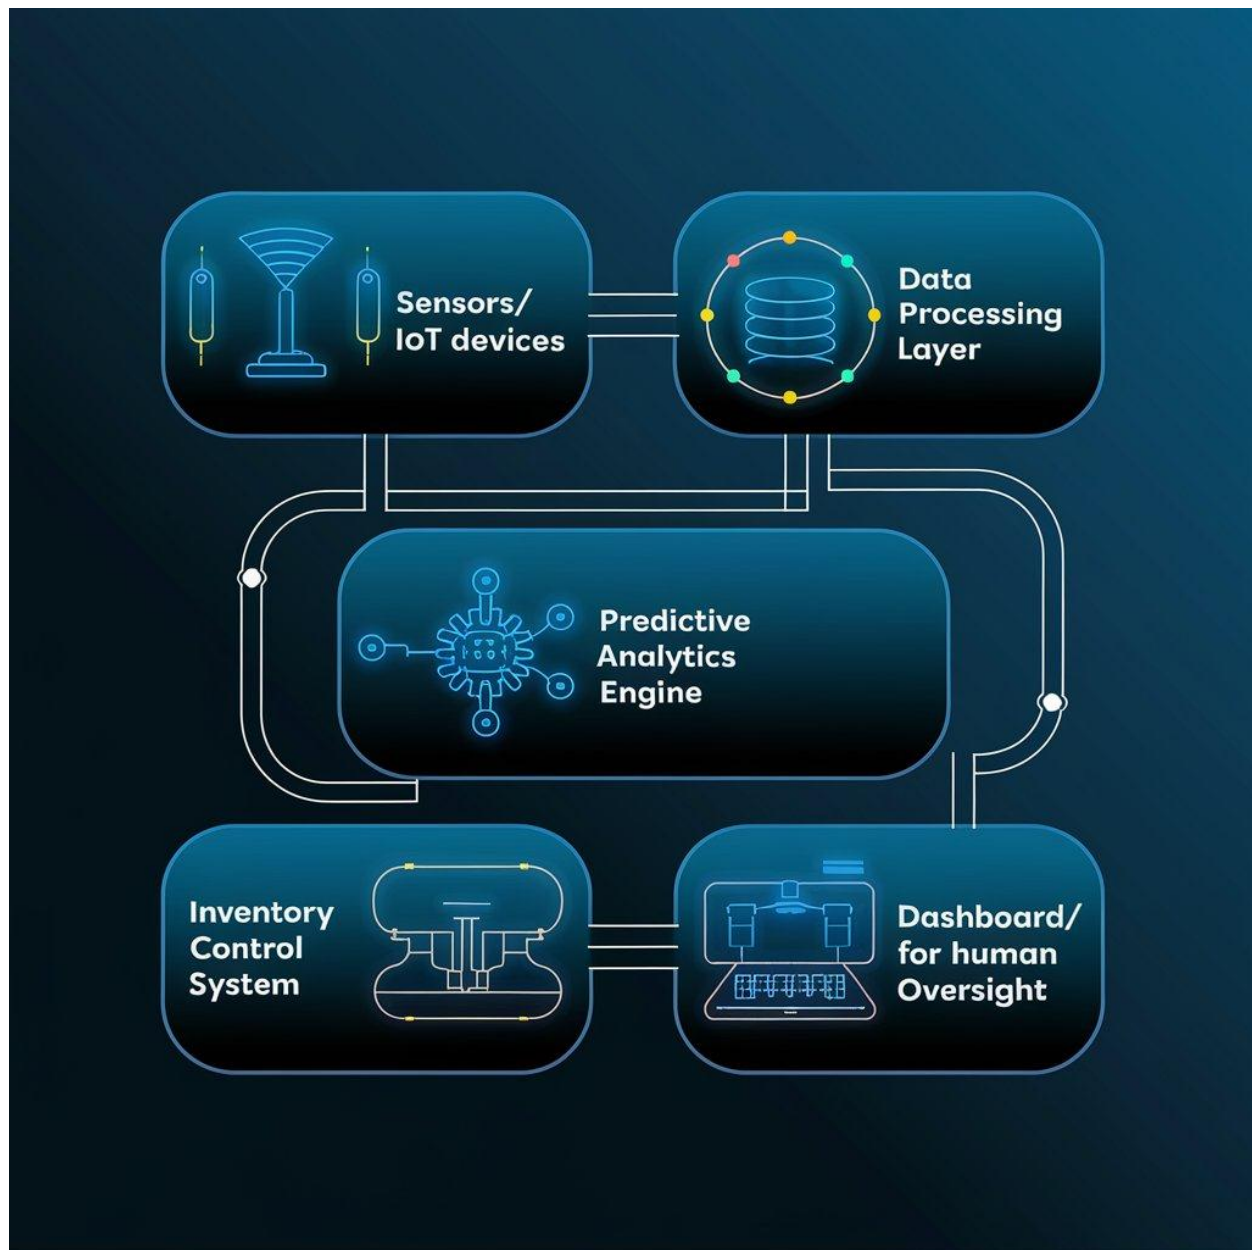 Sensors/
IoT devices
Data
Processing
Layer
Predictive
Analytics
Engine
Inventory
Control
System
Dashboard/
for human
Oversight